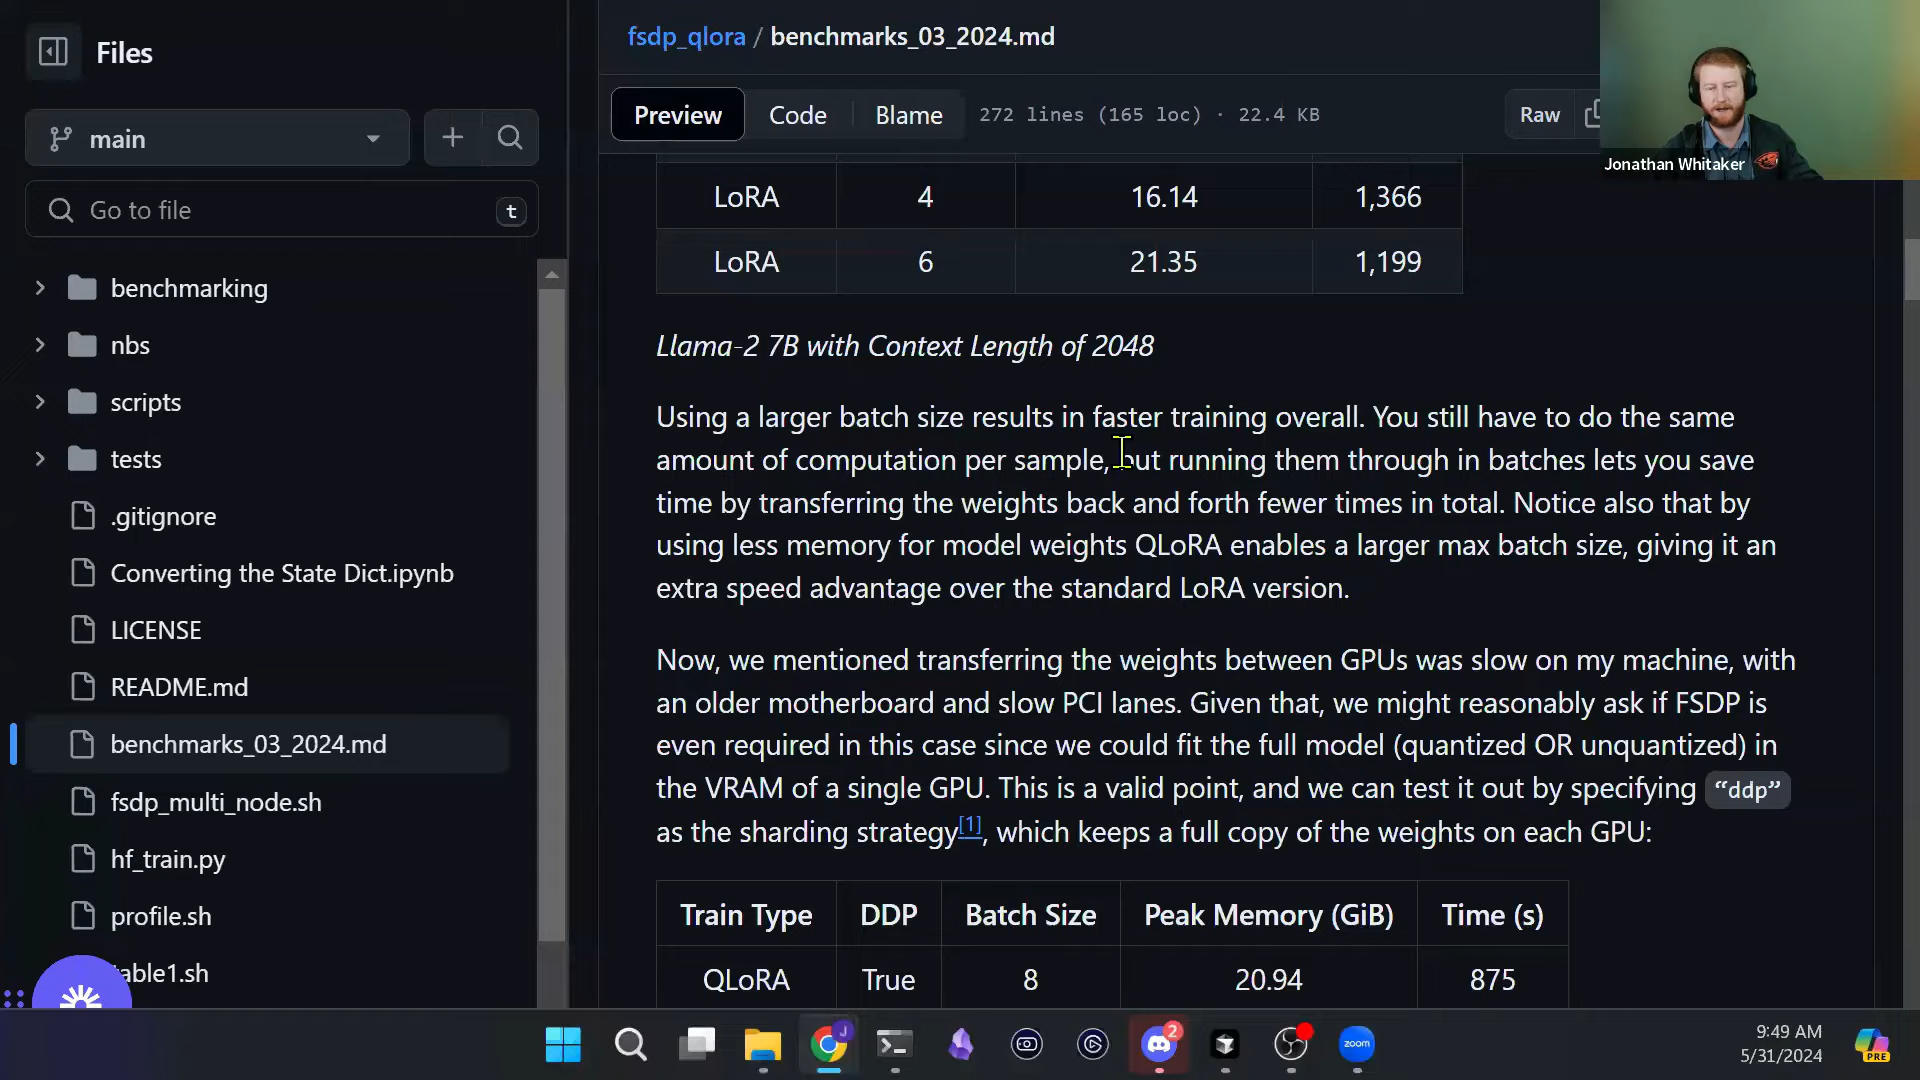 Files
main
Go to file
t
benchmarking
nbs
scripts
tests
.gitignore
Converting the State Dict.ipynb
LICENSE
README.md
benchmarks_03_2024.md
fsdp_multi_node.sh
hf_train.py
profile.sh
table1.sh
fsdp_qlora / benchmarks_03_2024.md
Preview Code Blame 272 lines (165 loc) · 22.4 KB Raw
Jonathan Whitaker
LoRA 4 16.14 1,366
LoRA 6 21.35 1,199
Llama-2 7B with Context Length of 2048
Using a larger batch size results in faster training overall. You still have to do the same
amount of computation per sample, but running them through in batches lets you save
time by transferring the weights back and forth fewer times in total. Notice also that by
using less memory for model weights QLoRA enables a larger max batch size, giving it an
extra speed advantage over the standard LoRA version.
Now, we mentioned transferring the weights between GPUs was slow on my machine, with
an older motherboard and slow PCI lanes. Given that, we might reasonably ask if FSDP is
even required in this case since we could fit the full model (quantized OR unquantized) in
the VRAM of a single GPU. This is a valid point, and we can test it out by specifying “ddp”
as the sharding strategy[1], which keeps a full copy of the weights on each GPU:
Train Type DDP Batch Size Peak Memory (GiB) Time (s)
QLoRA True 8 20.94 875
J
2
zoom
9:49 AM
5/31/2024
PRE